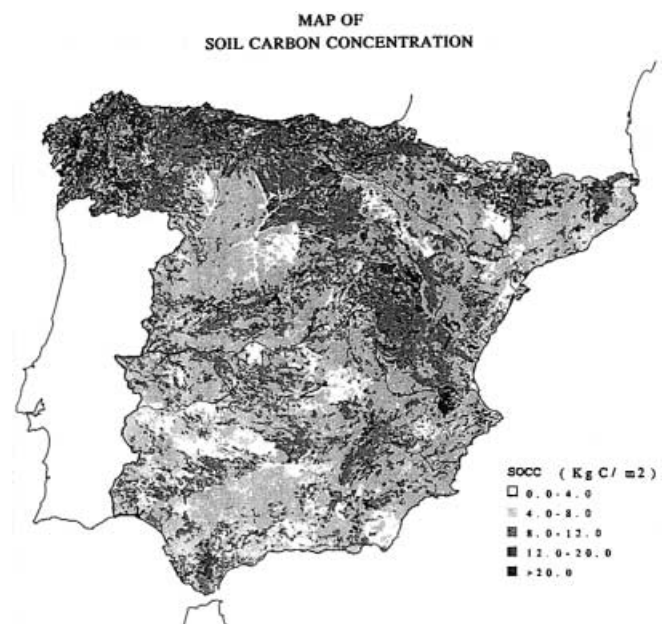 MAP OF
SOIL CARBON CONCENTRATION
SOCC (KgC/m2)
0.0-4.0
4.0-8.0
8.0-12.0
12.0-20.0
>20.0